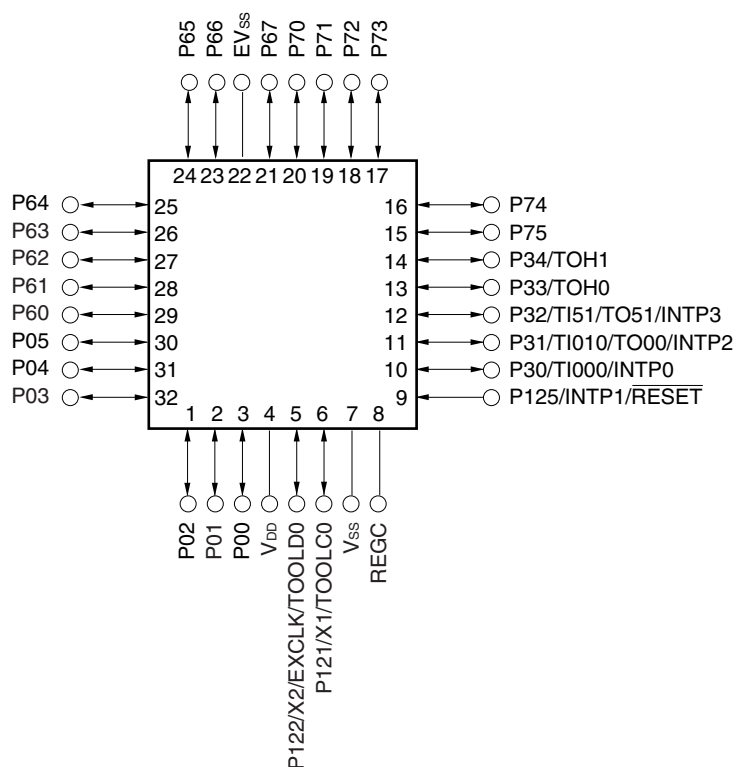 P65
P66
EVSS
P67
P70
P71
P72
P73
24 23 22 21 20 19 18 17
P64 25 16 P74
P63 26 15 P75
P62 27 14 P34/TOH1
P61 28 13 P33/TOH0
P60 29 12 P32/TI51/TO51/INTP3
P05 30 11 P31/TI010/TO00/INTP2
P04 31 10 P30/TI000/INTP0
P03 32 9 P125/INTP1/RESET
1 2 3 4 5 6 7 8
P02
P01
P00
VDD
P122/X2/EXCLK/TOOLD0
P121/X1/TOOLC0
VSS
REGC